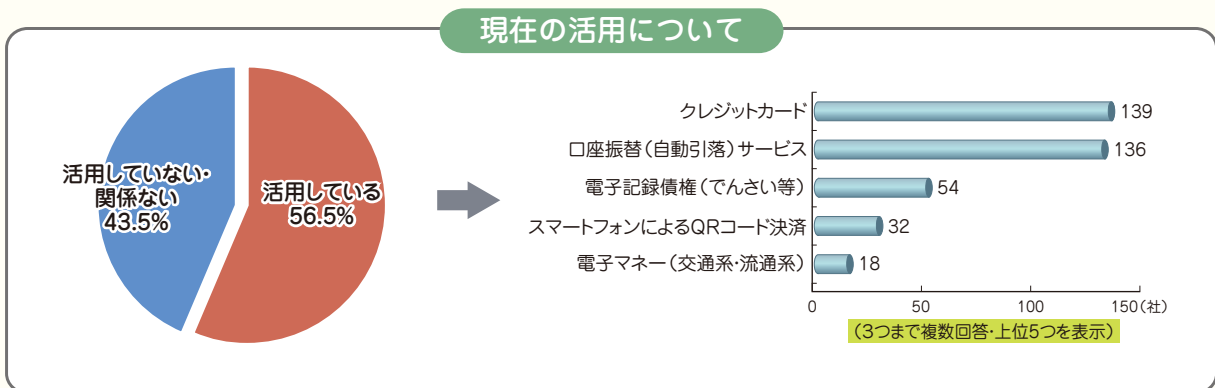 現在の活用について
活用していない・
関係ない
43.5%
活用している
56.5%
クレジットカード 139
口座振替(自動引落)サービス 136
電子記録債権(でんさい等) 54
スマートフォンによるQRコード決済 32
電子マネー(交通系・流通系) 18
0 50 100 150(社)
(3つまで複数回答・上位5つを表示)